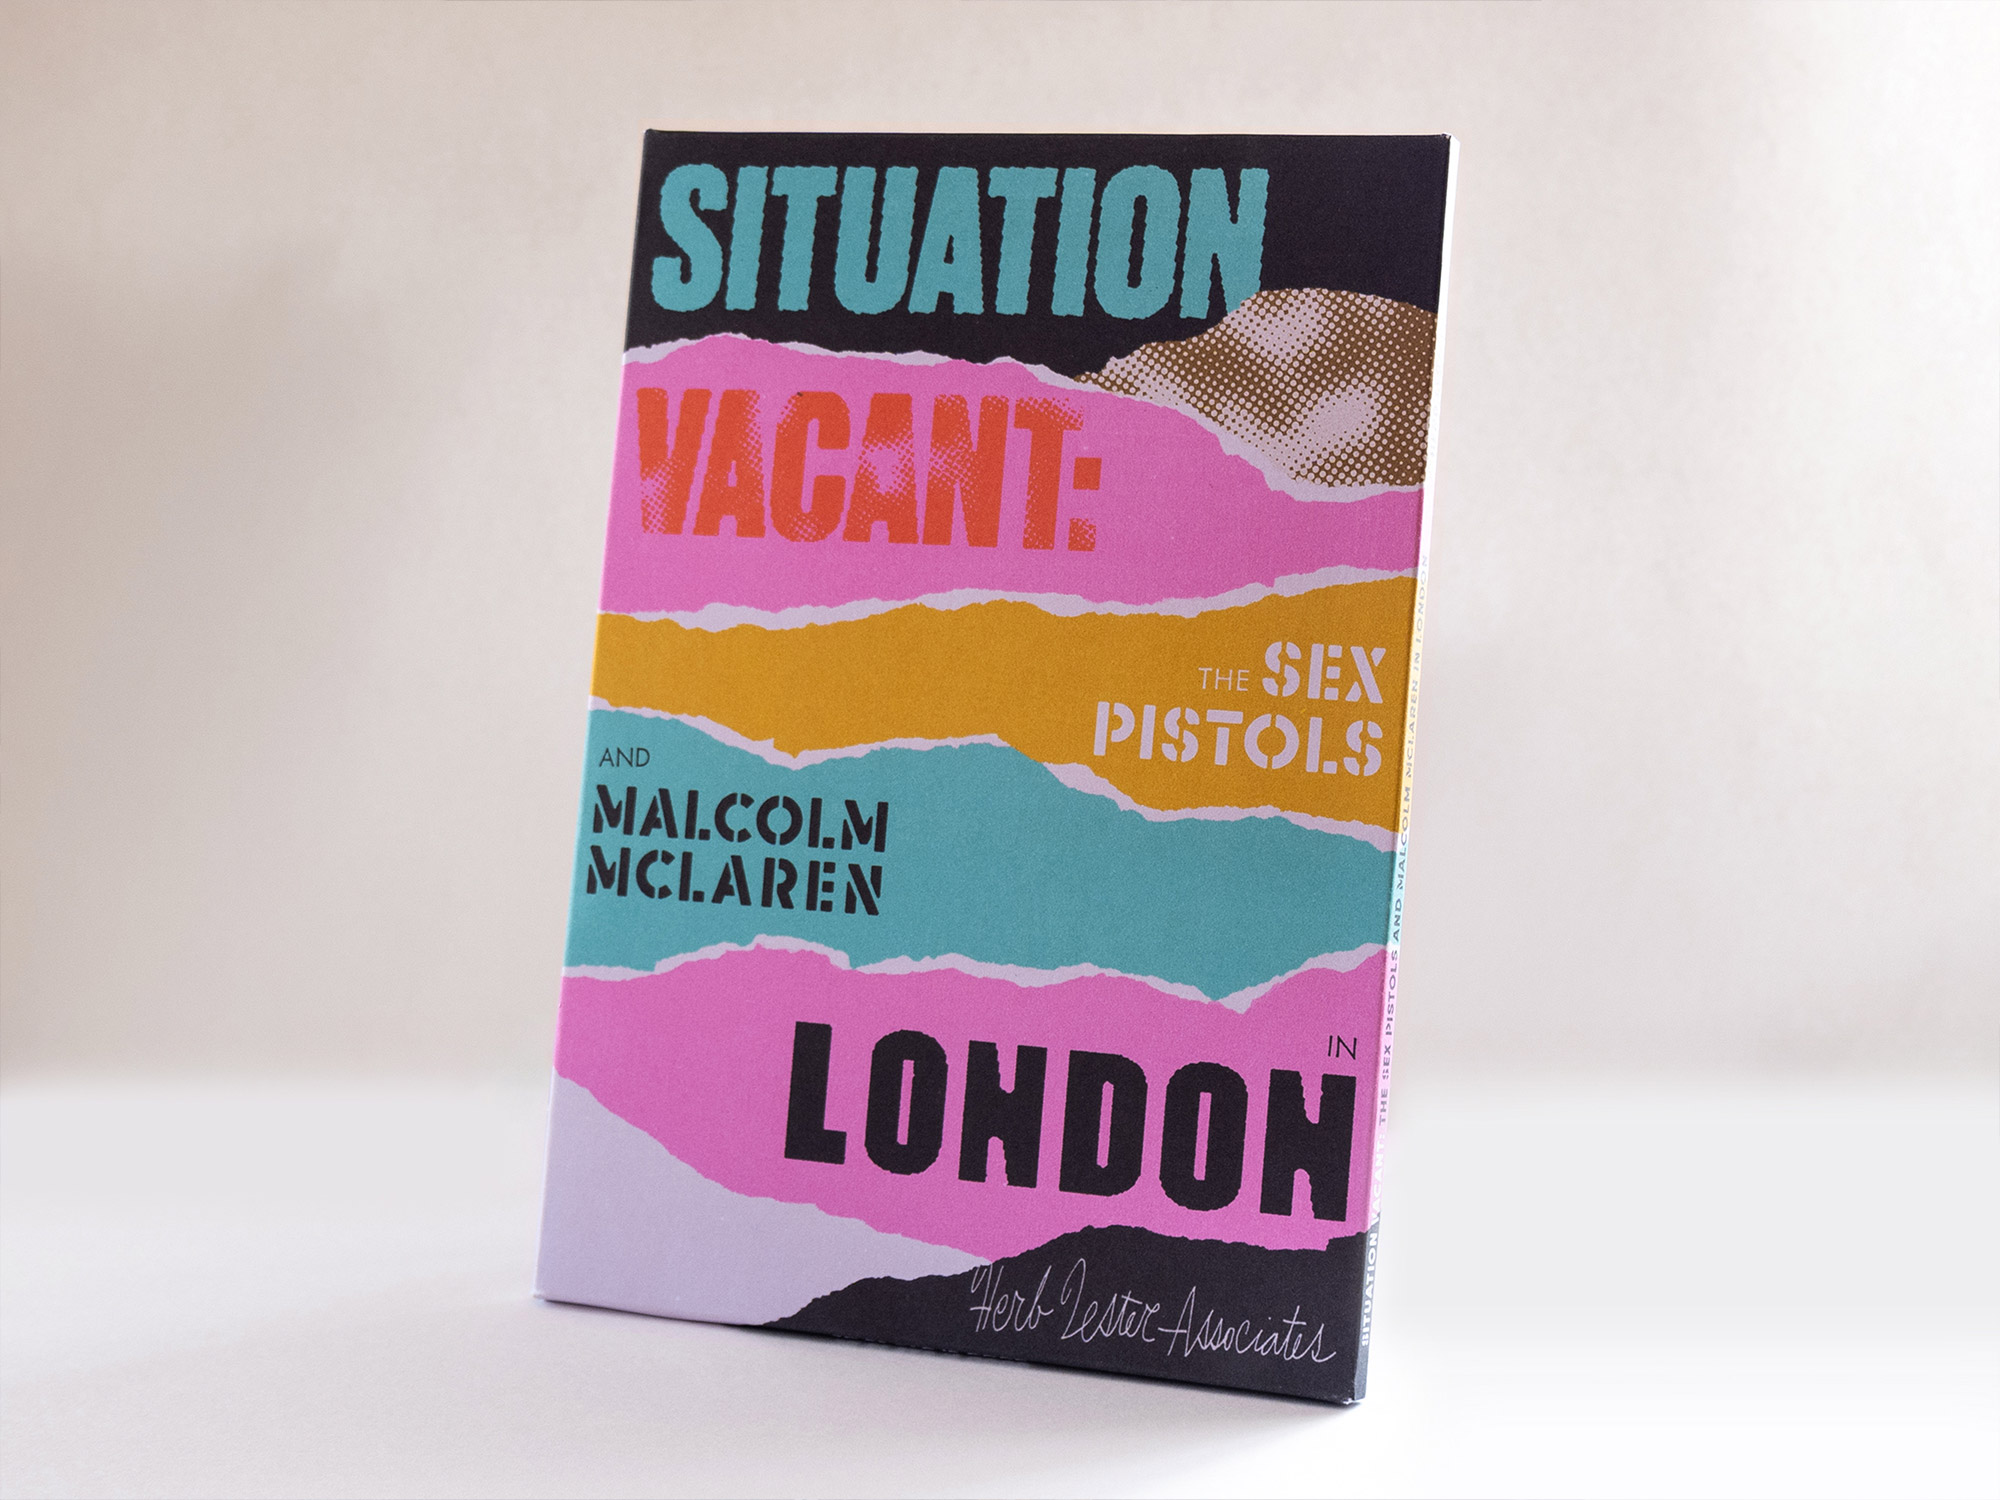 SITUATION
VACANT:
THE SEX
PISTOLS
AND
MALCOLM
MCLAREN
IN
LONDON
Herb Lester Associates
SITUATION VACANT: THE SEX PISTOLS AND MALCOLM MCLAREN IN LONDON